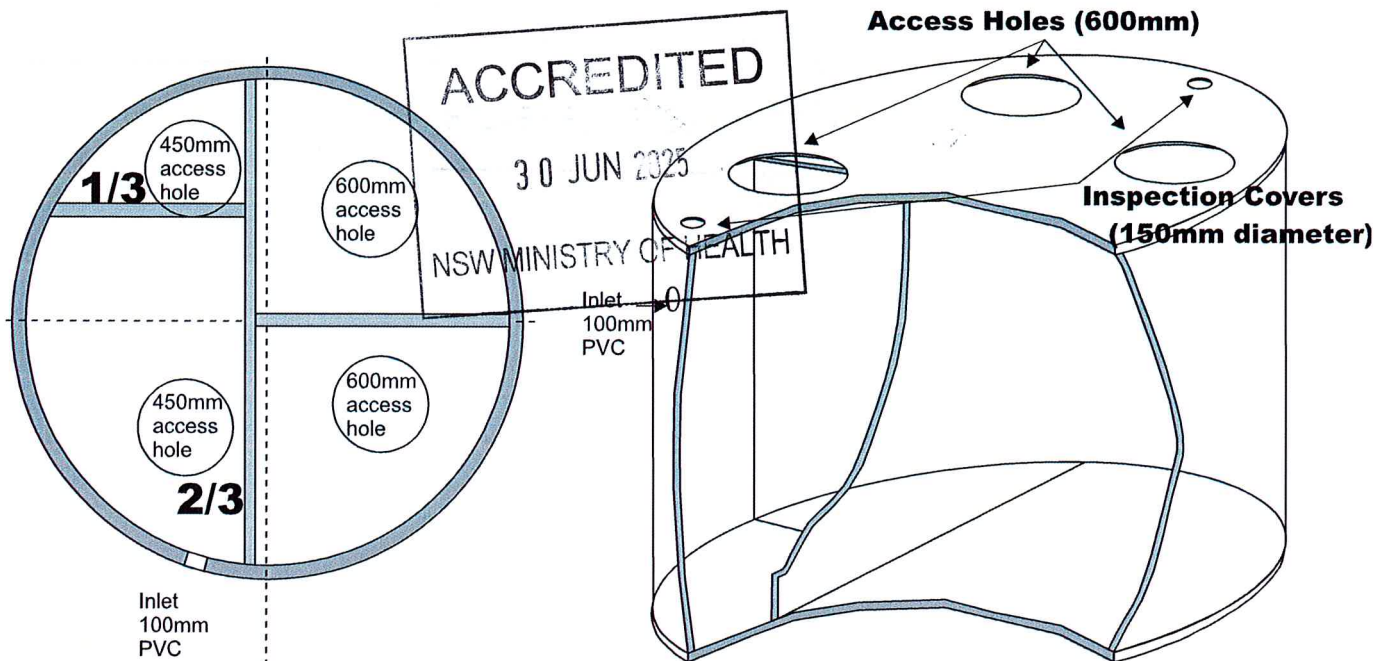 Access Holes (600mm)
ACCREDITED
30 JUN 2025
NSW MINISTRY OF HEALTH
450mm
access
hole
1/3
600mm
access
hole
450mm
access
hole
2/3
600mm
access
hole
Inlet
100mm
PVC
Inlet
100mm
PVC
Inspection Covers
(150mm diameter)